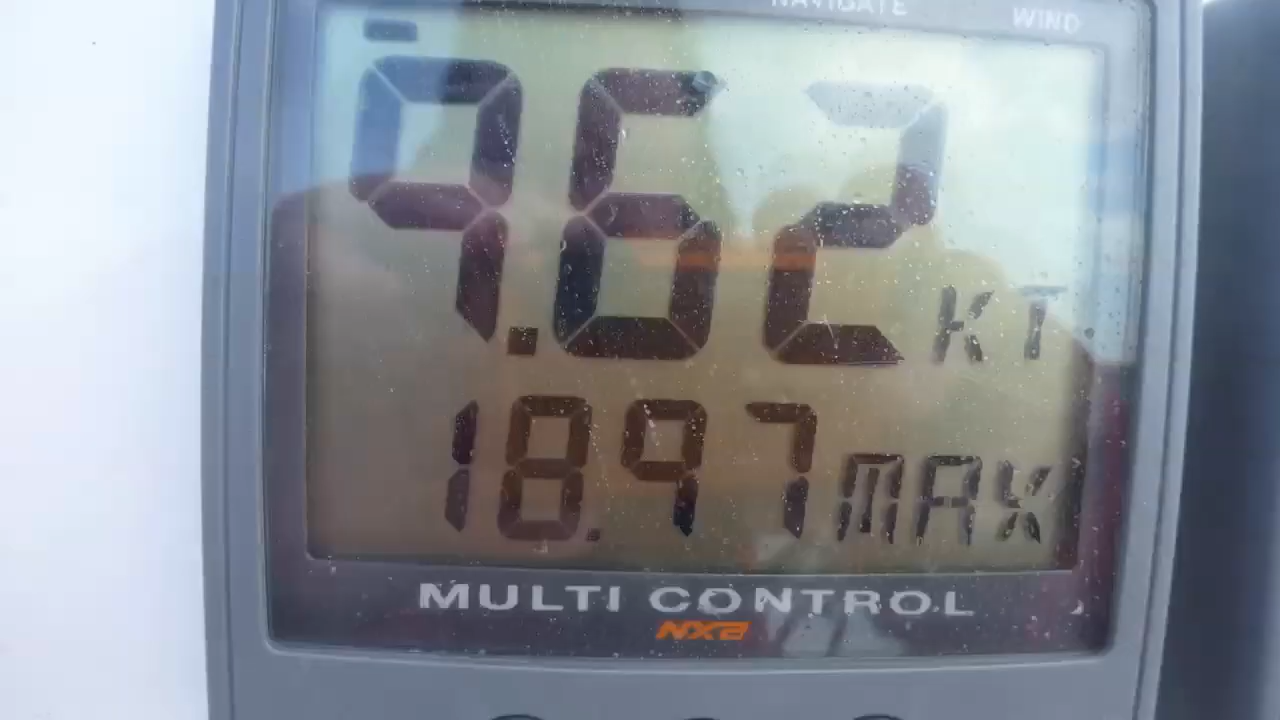 NAVIGATE WIND
9.62 KT
18.97 MAX
MULTI CONTROL
NX2